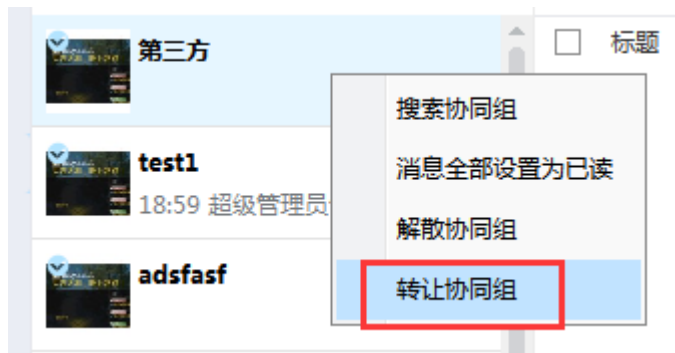 第三方
标题
搜索协同组
消息全部设置为已读
test1
18:59 超级管理员
解散协同组
adsfasf
转让协同组